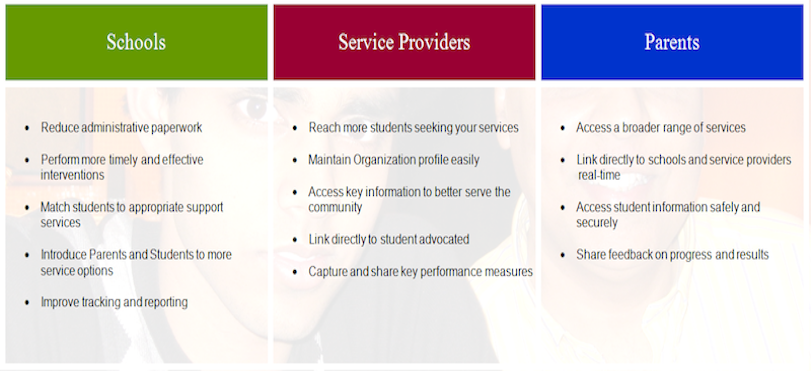 Schools
Service Providers
Parents
• Reduce administrative paperwork
• Perform more timely and effective
interventions
• Match students to appropriate support
services
• Introduce Parents and Students to more
service options
• Improve tracking and reporting
• Reach more students seeking your services
• Maintain Organization profile easily
• Access key information to better serve the
community
• Link directly to student advocated
• Capture and share key performance measures
• Access a broader range of services
• Link directly to schools and service providers
real-time
• Access student information safely and
securely
• Share feedback on progress and results